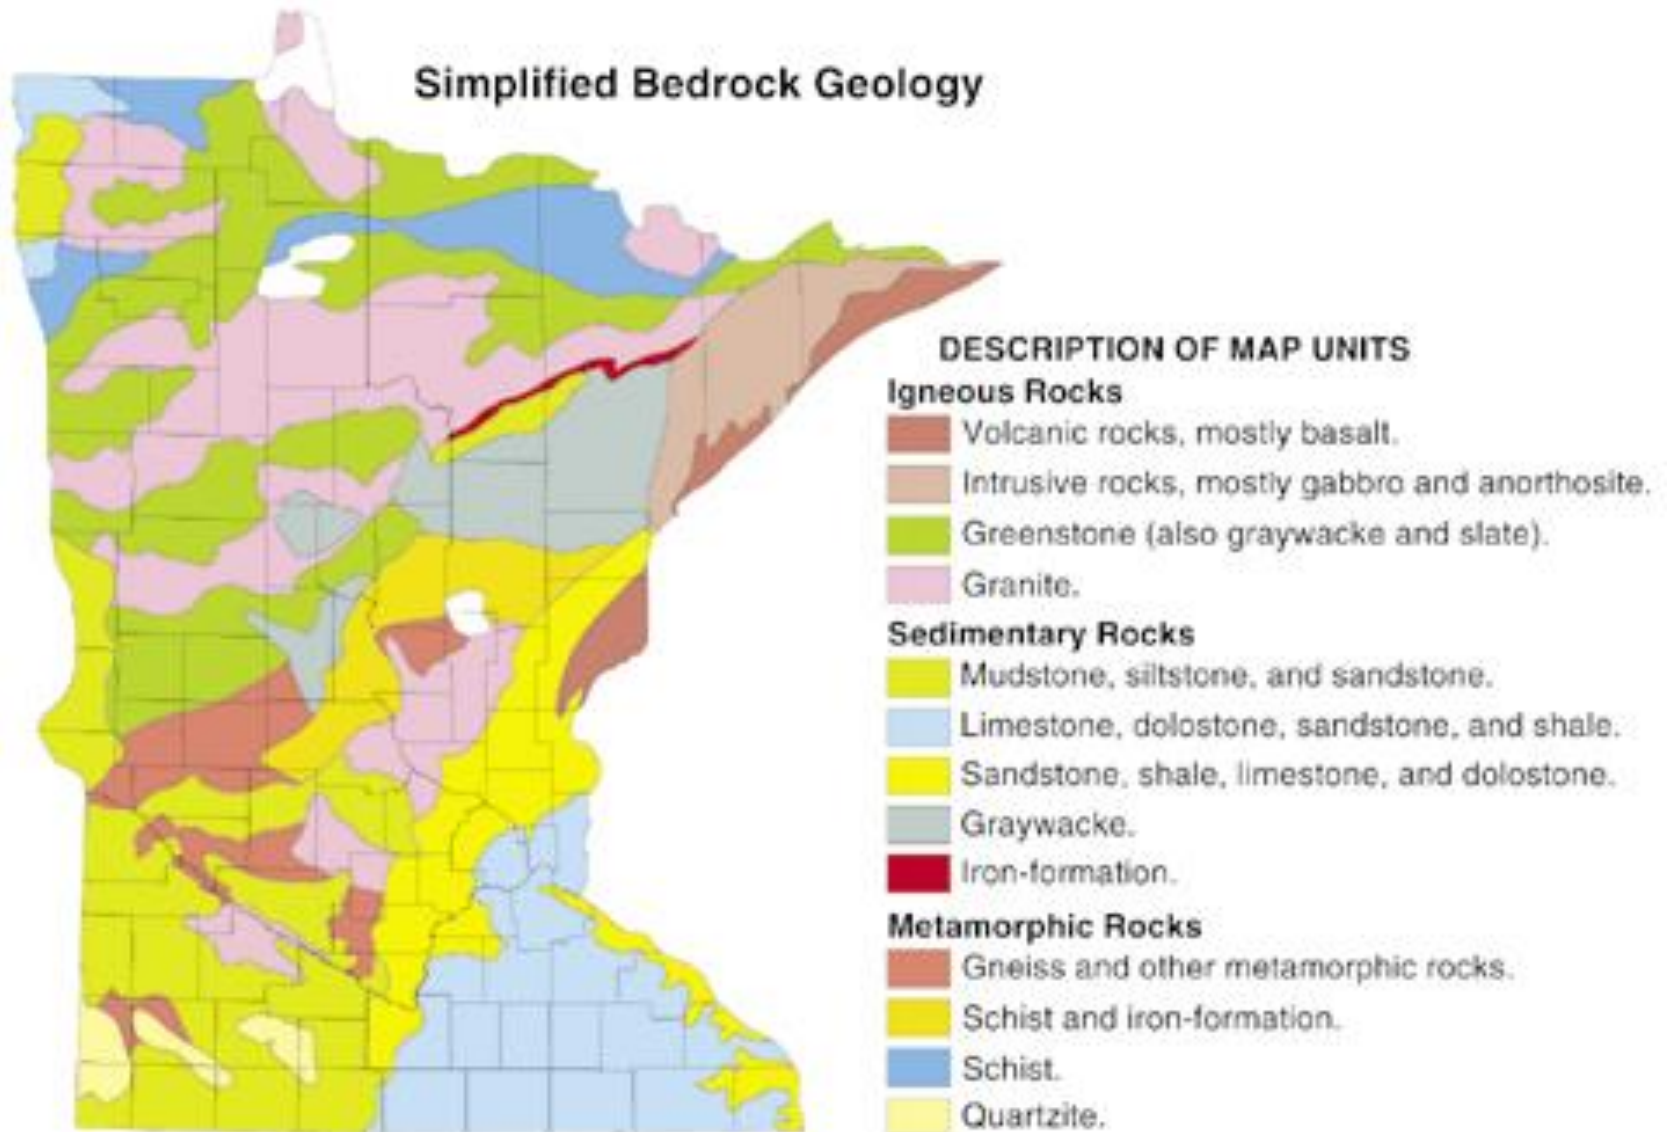 Simplified Bedrock Geology
DESCRIPTION OF MAP UNITS
Igneous Rocks
Volcanic rocks, mostly basalt.
Intrusive rocks, mostly gabbro and anorthosite.
Greenstone (also graywacke and slate).
Granite.
Sedimentary Rocks
Mudstone, siltstone, and sandstone.
Limestone, dolostone, sandstone, and shale.
Sandstone, shale, limestone, and dolostone.
Graywacke.
Iron-formation.
Metamorphic Rocks
Gneiss and other metamorphic rocks.
Schist and iron-formation.
Schist.
Quartzite.